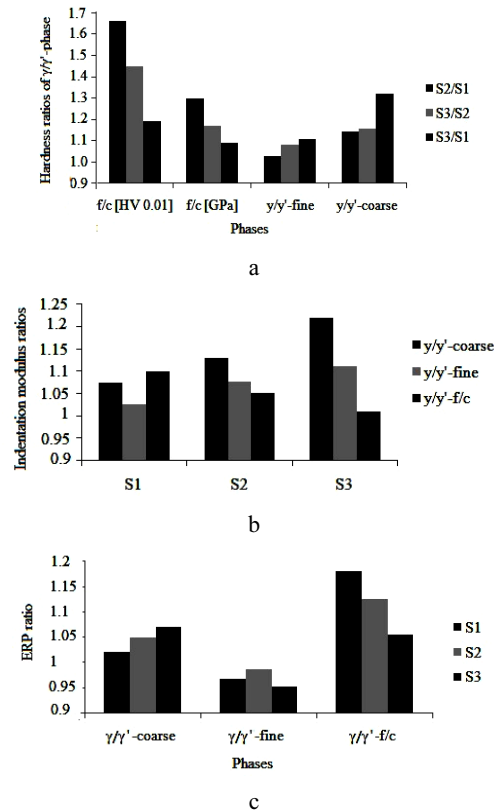 Hardness ratios of γ/γ'-phase
1.7
1.6
1.5
1.4
1.3
1.2
1.1
1.0
0.9
f/c [HV 0.01] f/c [GPa] y/y'-fine y/y'-coarse
Phases
S2/S1
S3/S2
S3/S1
a
Indentation modulus ratios
1.25
1.2
1.15
1.1
1.05
1
0.95
0.9
S1 S2 S3
y/y'-coarse
y/y'-fine
y/y'-f/c
b
ERP ratio
1.2
1.15
1.1
1.05
1
0.95
0.9
γ/γ'-coarse γ/γ'-fine γ/γ'-f/c
Phases
S1
S2
S3
c